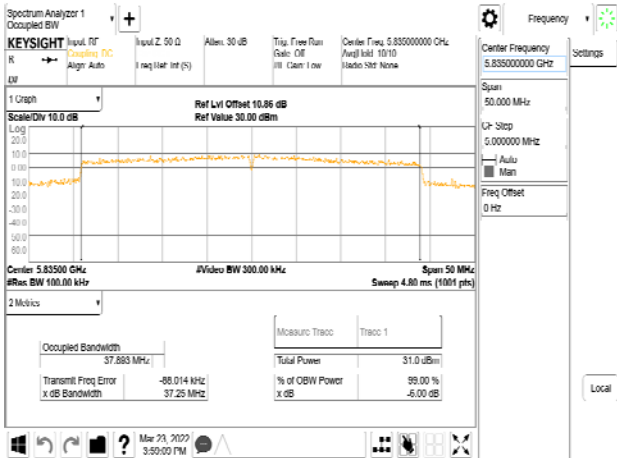 Spectrum Analyzer 1
Occupied BW
Frequency
KEYSIGHT
R
Input: RF
Coupling: DC
Align: Auto
Input Z: 50 Ω
Freq Ref: Int (S)
Atten: 30 dB
Trig: Free Run
Gate: Off
#IF Gain: Low
Center Freq: 5.835000000 GHz
Avg|Hold: 10/10
Radio Std: None
Center Frequency
5.835000000 GHz
Settings
Span
50.000 MHz
CF Step
5.000000 MHz
Auto
Man
Freq Offset
0 Hz
1 Graph
Scale/Div 10.0 dB
Ref Lvl Offset 10.86 dB
Ref Value 30.00 dBm
Log
20.0
10.0
0.00
-10.0
-20.0
-30.0
-40.0
-50.0
-60.0
Center 5.83500 GHz
#Video BW 300.00 kHz
Span 50 MHz
#Res BW 100.00 kHz
Sweep 4.80 ms (1001 pts)
2 Metrics
Measure Trace
Trace 1
Occupied Bandwidth
37.893 MHz
Total Power
31.0 dBm
Transmit Freq Error
-88.014 kHz
% of OBW Power
99.00 %
x dB Bandwidth
37.25 MHz
x dB
-6.00 dB
Local
Mar 23, 2022